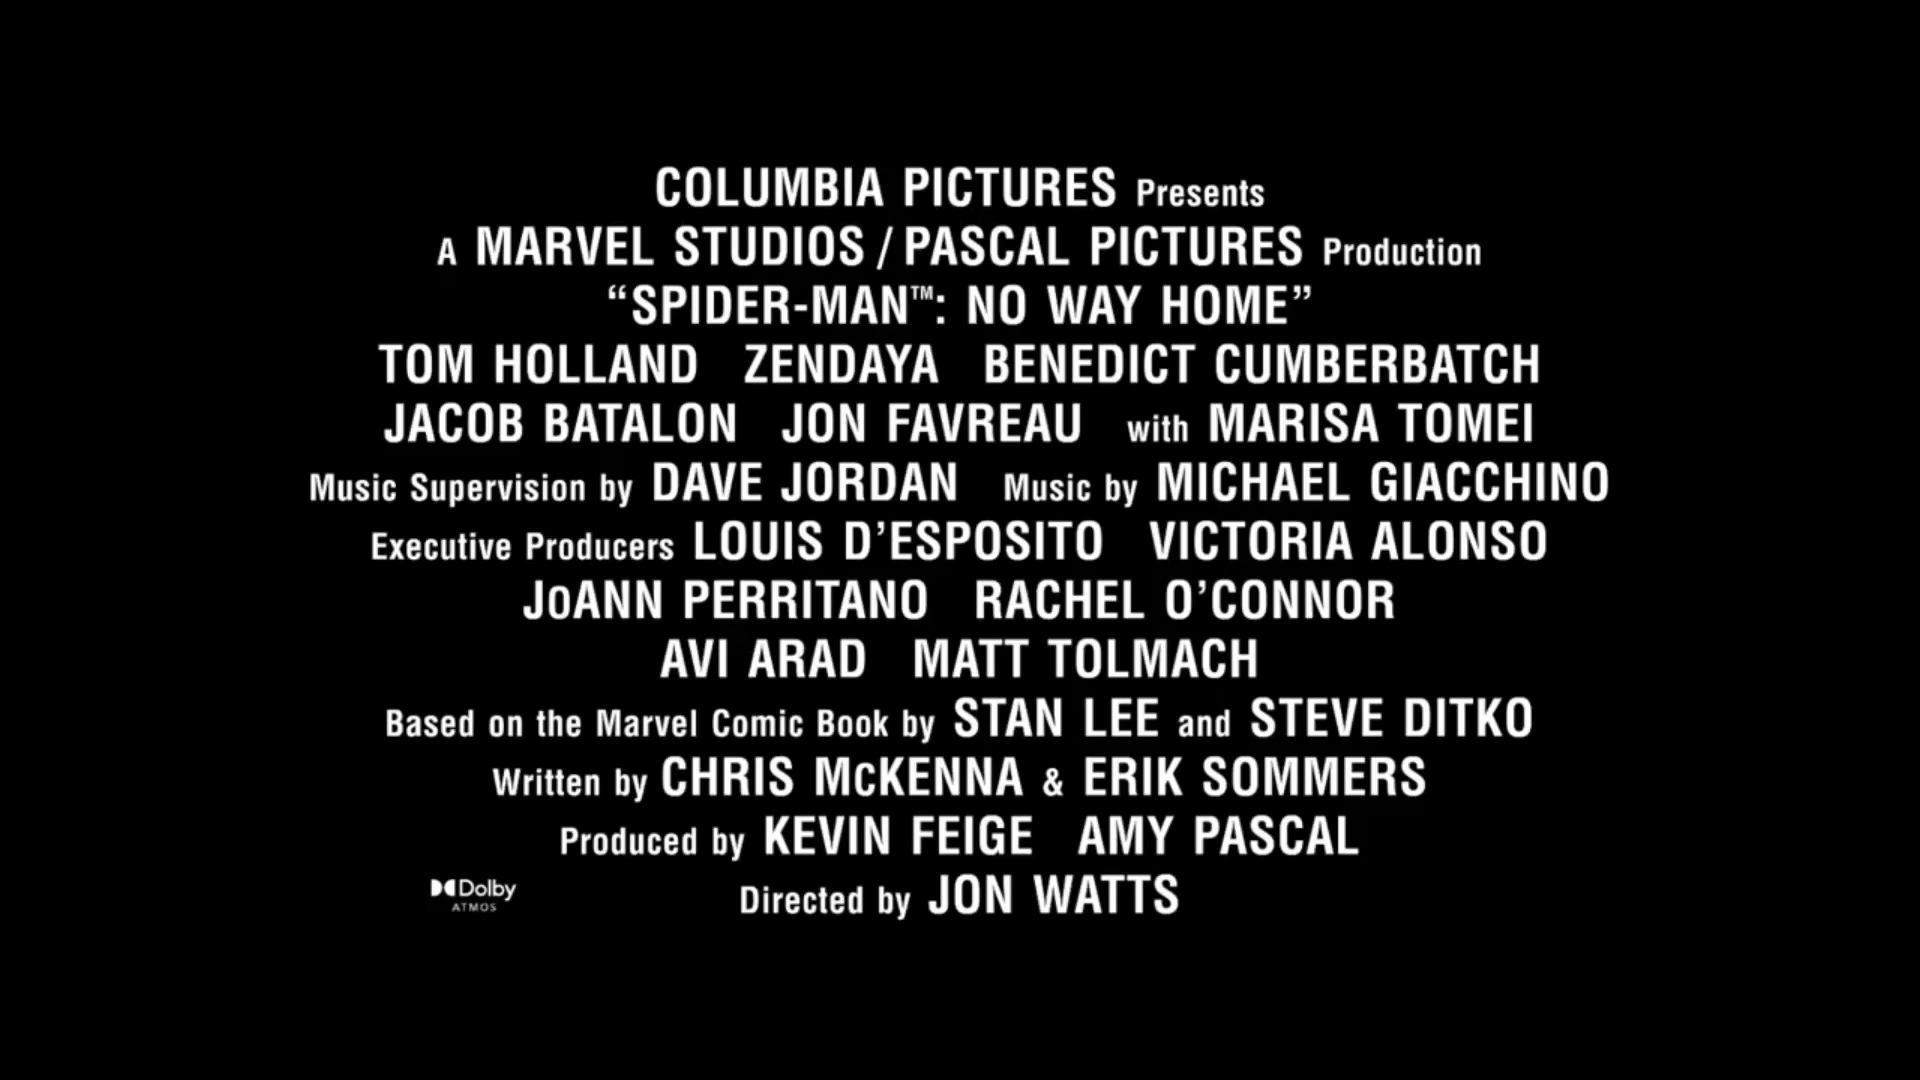 COLUMBIA PICTURES Presents
A MARVEL STUDIOS / PASCAL PICTURES Production
“SPIDER-MAN™: NO WAY HOME”
TOM HOLLAND ZENDAYA BENEDICT CUMBERBATCH
JACOB BATALON JON FAVREAU with MARISA TOMEI
Music Supervision by DAVE JORDAN Music by MICHAEL GIACCHINO
Executive Producers LOUIS D’ESPOSITO VICTORIA ALONSO
JoANN PERRITANO RACHEL O’CONNOR
AVI ARAD MATT TOLMACH
Based on the Marvel Comic Book by STAN LEE and STEVE DITKO
Written by CHRIS McKENNA & ERIK SOMMERS
Produced by KEVIN FEIGE AMY PASCAL
Directed by JON WATTS
Dolby
ATMOS